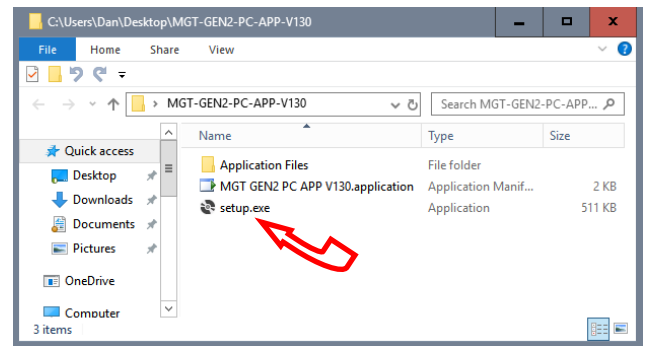 C:\Users\Dan\Desktop\MGT-GEN2-PC-APP-V130
File Home Share View
MGT-GEN2-PC-APP-V130 Search MGT-GEN2-PC-APP...
Name Type Size
Quick access
Desktop
Downloads
Documents
Pictures
OneDrive
Computer
Application Files File folder
MGT GEN2 PC APP V130.application Application Manif... 2 KB
setup.exe Application 511 KB
3 items